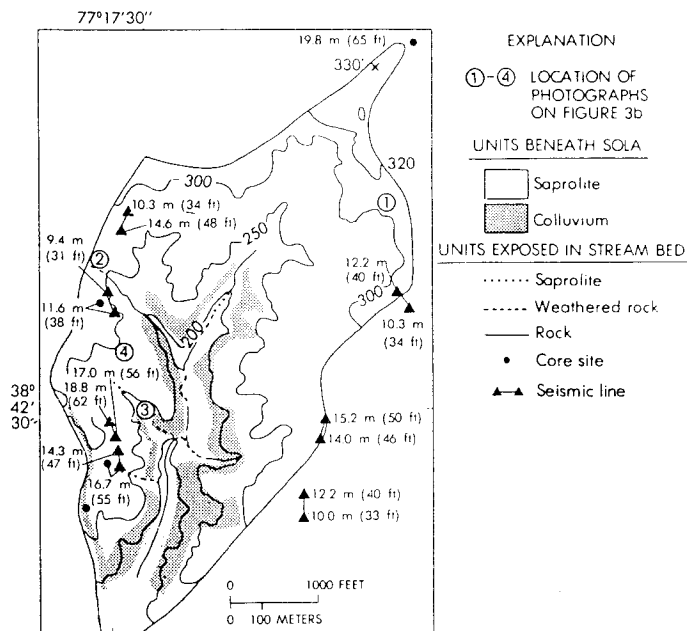 77º17'30"
19.8 m (65 ft)
330'
0
320
300
10.3 m (34 ft)
14.6 m (48 ft)
250
①
9.4 m
(31 ft)
②
12.2 m
(40 ft)
300
11.6 m
(38 ft)
10.3 m
(34 ft)
200
④
17.0 m (56 ft)
18.8 m
(62 ft)
38º
42'
30"
③
15.2 m (50 ft)
14.0 m (46 ft)
14.3 m
(47 ft)
16.7 m
(55 ft)
12.2 m (40 ft)
10.0 m (33 ft)
0 1000 FEET
0 100 METERS
EXPLANATION
①-④ LOCATION OF
PHOTOGRAPHS
ON FIGURE 3b
UNITS BENEATH SOLA
Saprolite
Colluvium
UNITS EXPOSED IN STREAM BED
Saprolite
Weathered rock
Rock
Core site
Seismic line